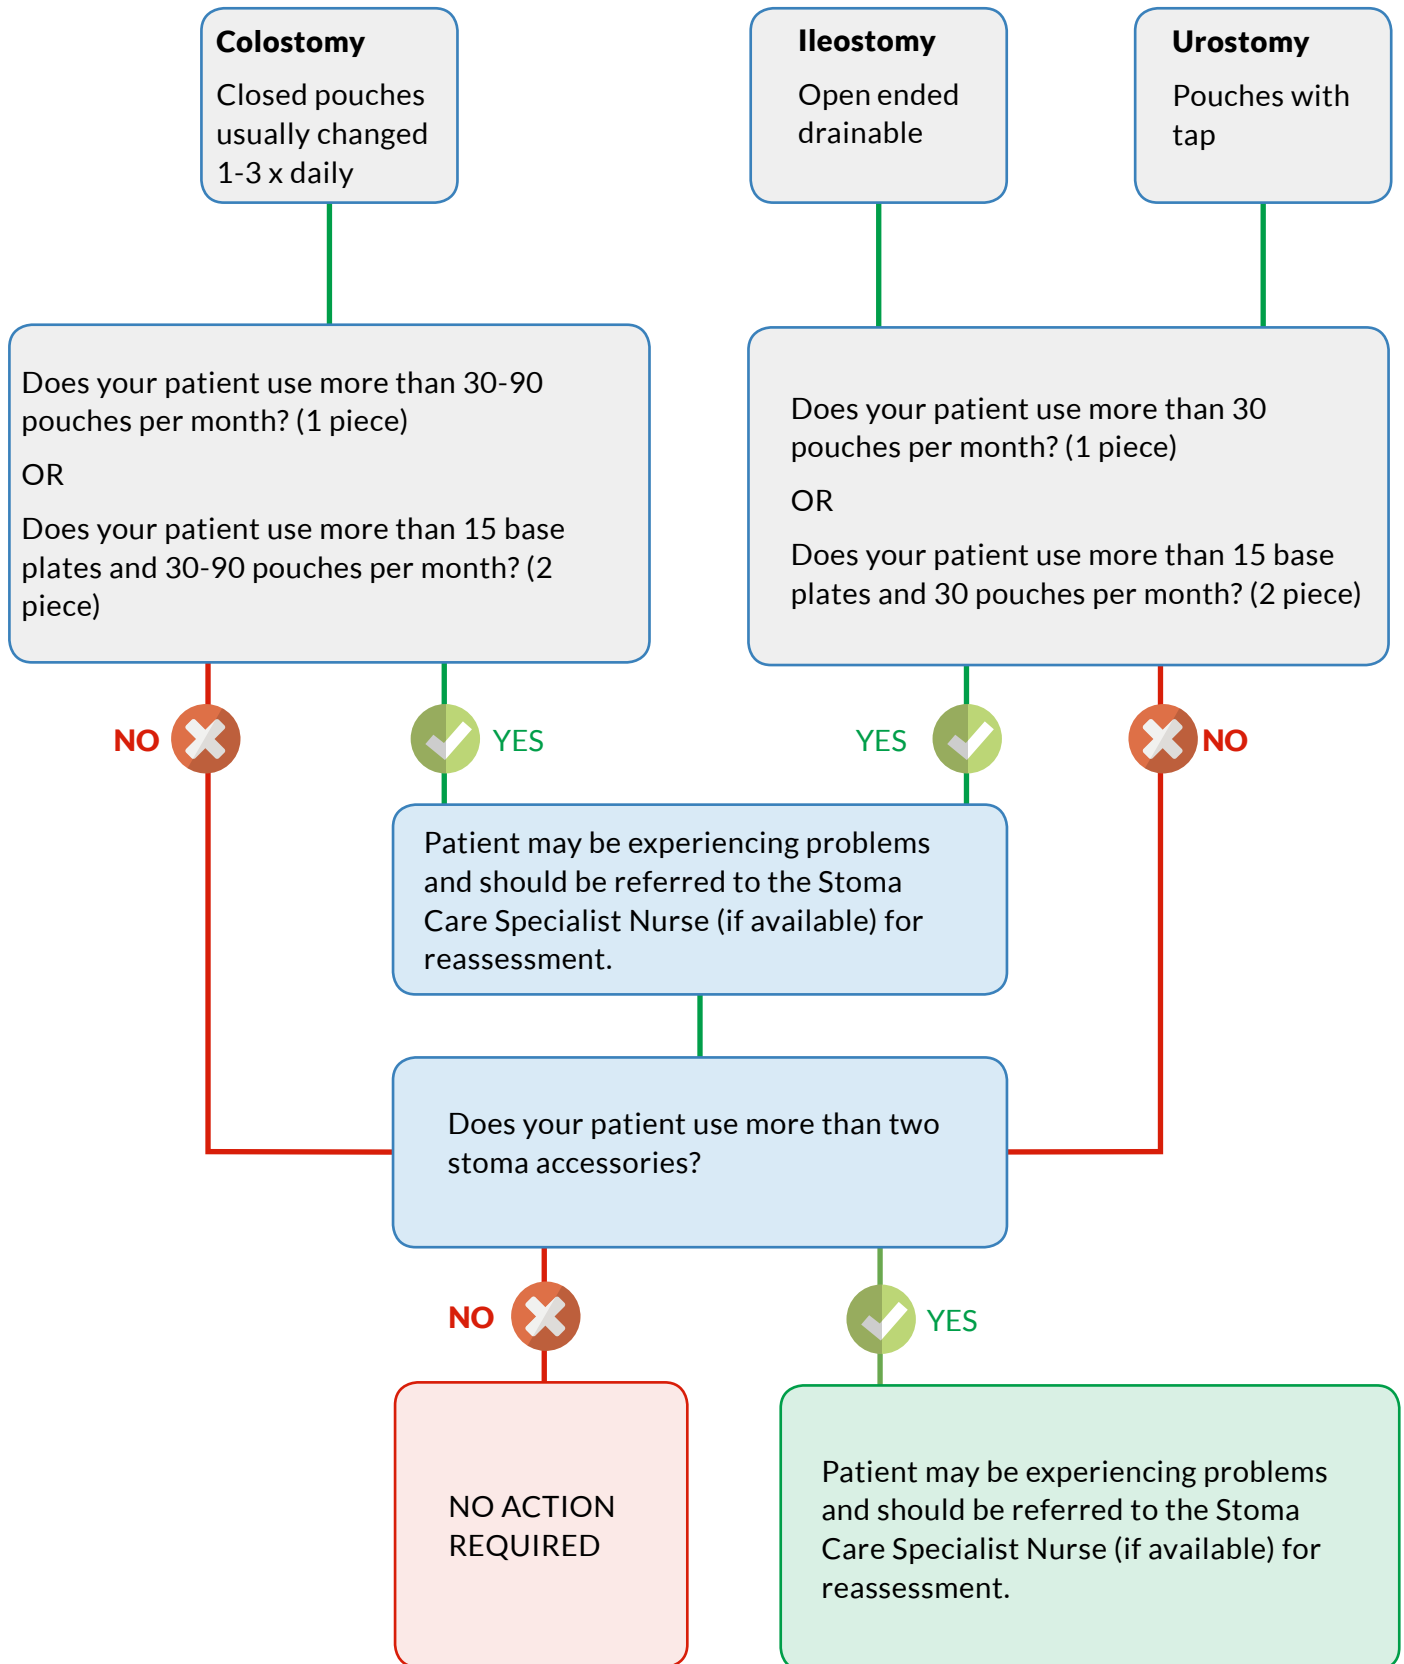 Colostomy
Closed pouches
usually changed
1-3 x daily
Ileostomy
Open ended
drainable
Urostomy
Pouches with
tap
Does your patient use more than 30-90
pouches per month? (1 piece)
OR
Does your patient use more than 15 base
plates and 30-90 pouches per month? (2
piece)
Does your patient use more than 30
pouches per month? (1 piece)
OR
Does your patient use more than 15 base
plates and 30 pouches per month? (2 piece)
NO
YES
YES
NO
Patient may be experiencing problems
and should be referred to the Stoma
Care Specialist Nurse (if available) for
reassessment.
Does your patient use more than two
stoma accessories?
NO
YES
NO ACTION
REQUIRED
Patient may be experiencing problems
and should be referred to the Stoma
Care Specialist Nurse (if available) for
reassessment.